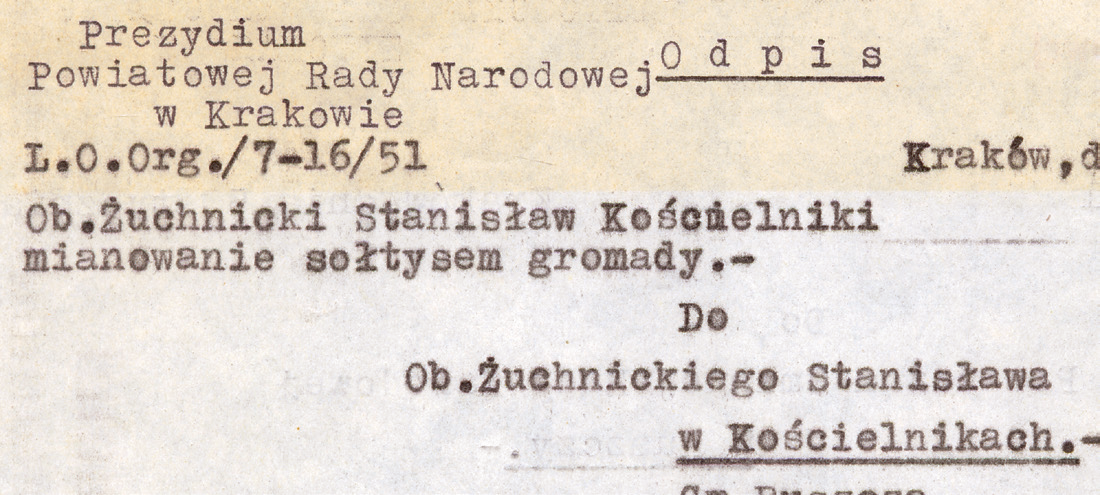 Prezydium
Powiatowej Rady Narodowej O d p i s
w Krakowie
L.O.Org./7-16/51 Kraków,d
Ob.Żuchnicki Stanisław Kościelniki
mianowanie sołtysem gromady.-
Do
Ob.Żuchnickiego Stanisława
w Kościelnikach.-